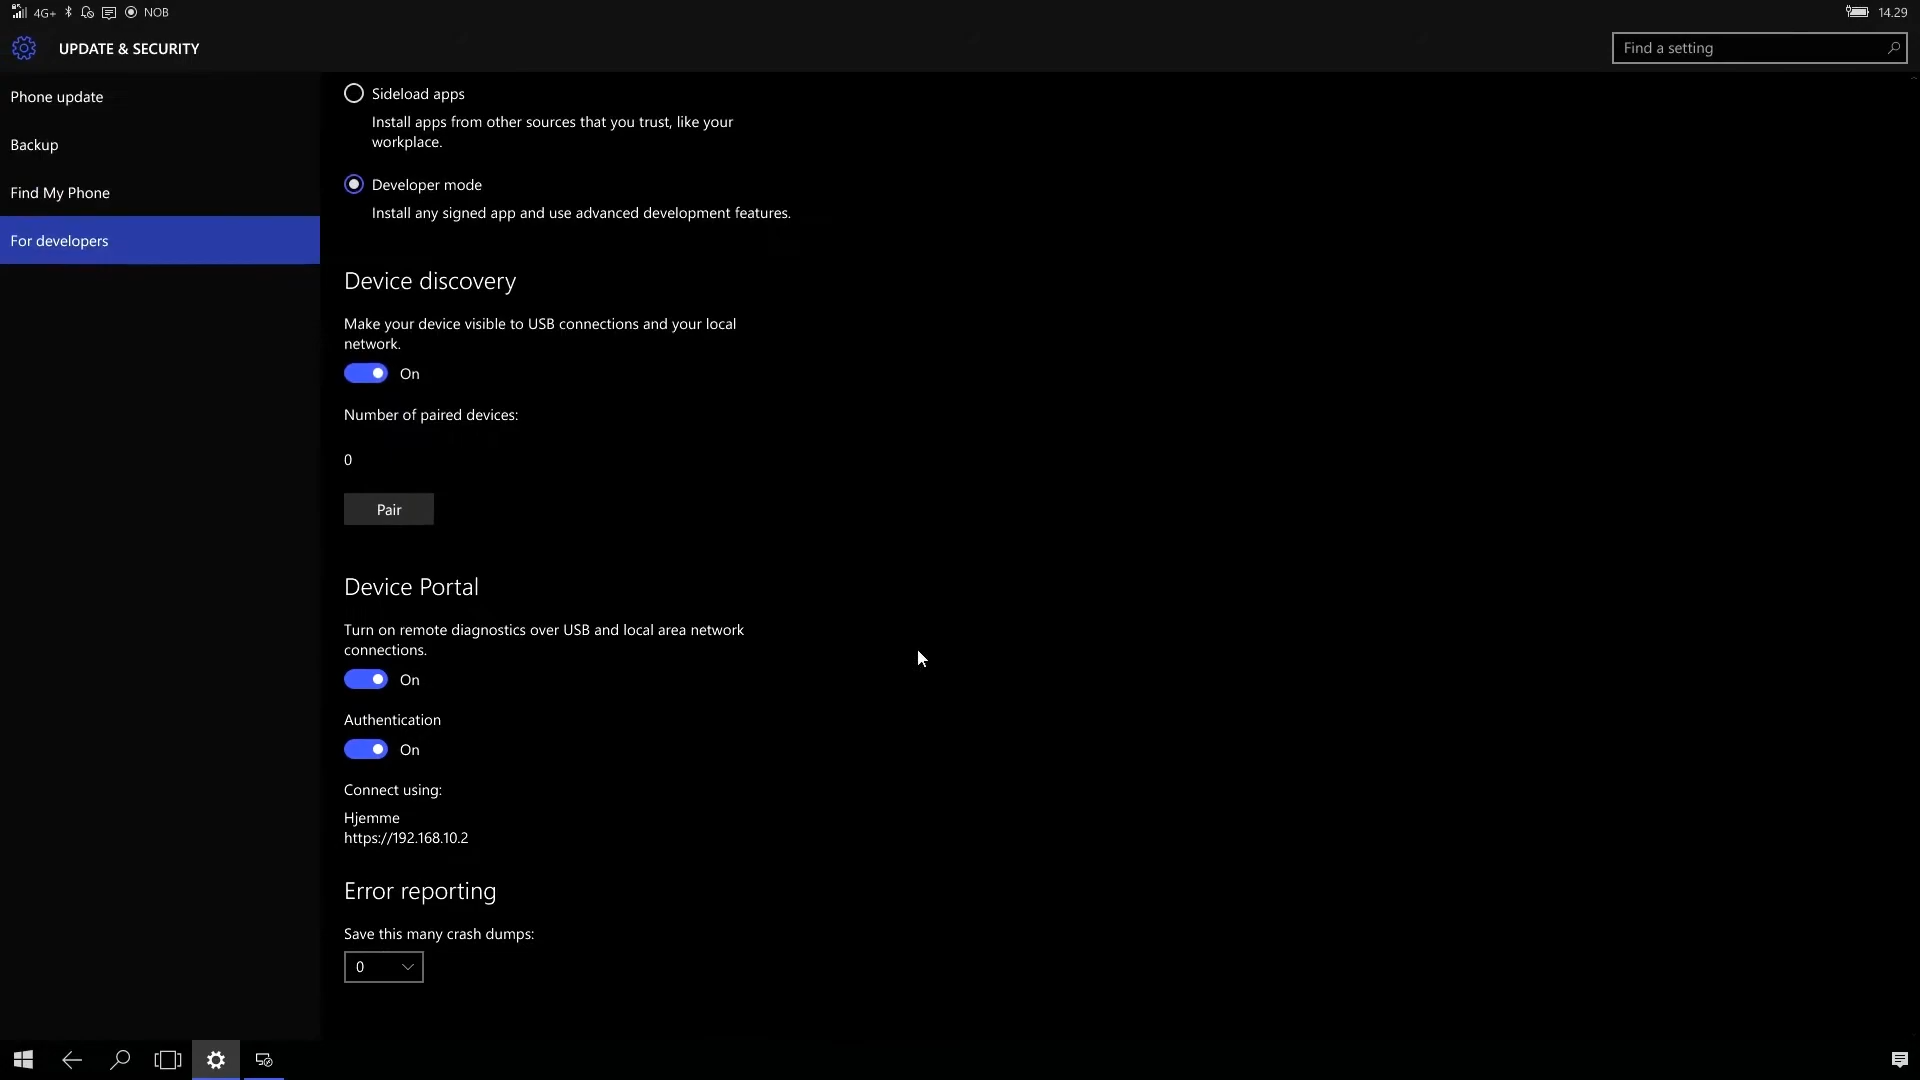 4G+ NOB 14.29
UPDATE & SECURITY
Find a setting
Phone update
Backup
Find My Phone
For developers
Sideload apps
Install apps from other sources that you trust, like your
workplace.
Developer mode
Install any signed app and use advanced development features.
Device discovery
Make your device visible to USB connections and your local
network.
On
Number of paired devices:
0
Pair
Device Portal
Turn on remote diagnostics over USB and local area network
connections.
On
Authentication
On
Connect using:
Hjemme
https://192.168.10.2
Error reporting
Save this many crash dumps:
0